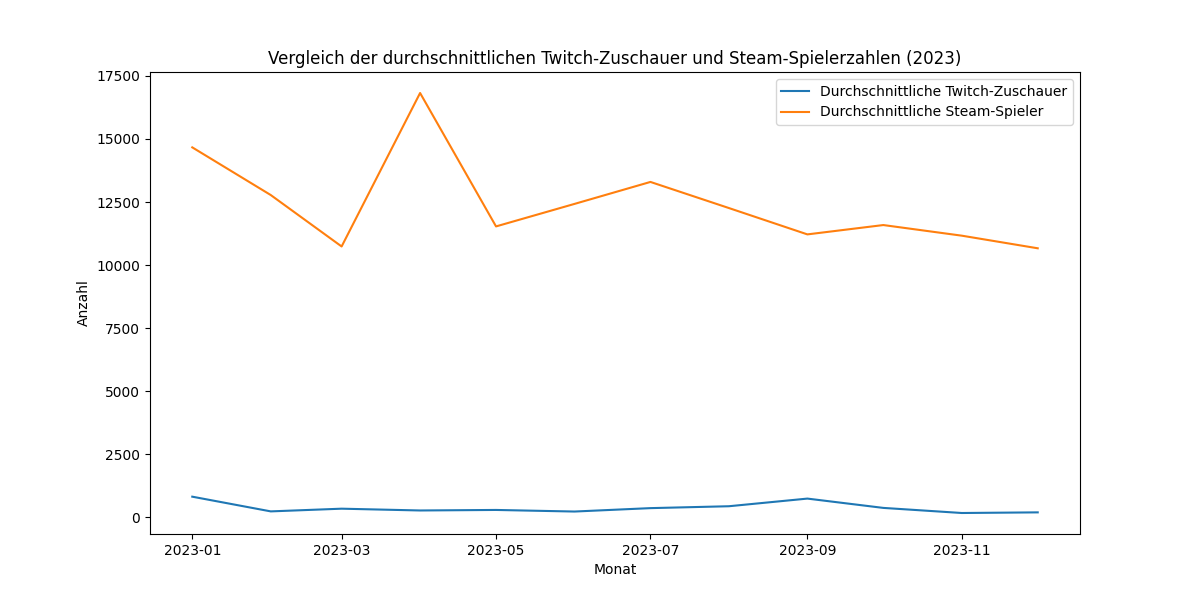 Vergleich der durchschnittlichen Twitch-Zuschauer und Steam-Spielerzahlen (2023)
17500
15000
12500
10000
7500
5000
2500
0
Anzahl
Durchschnittliche Twitch-Zuschauer
Durchschnittliche Steam-Spieler
2023-01
2023-03
2023-05
2023-07
2023-09
2023-11
Monat